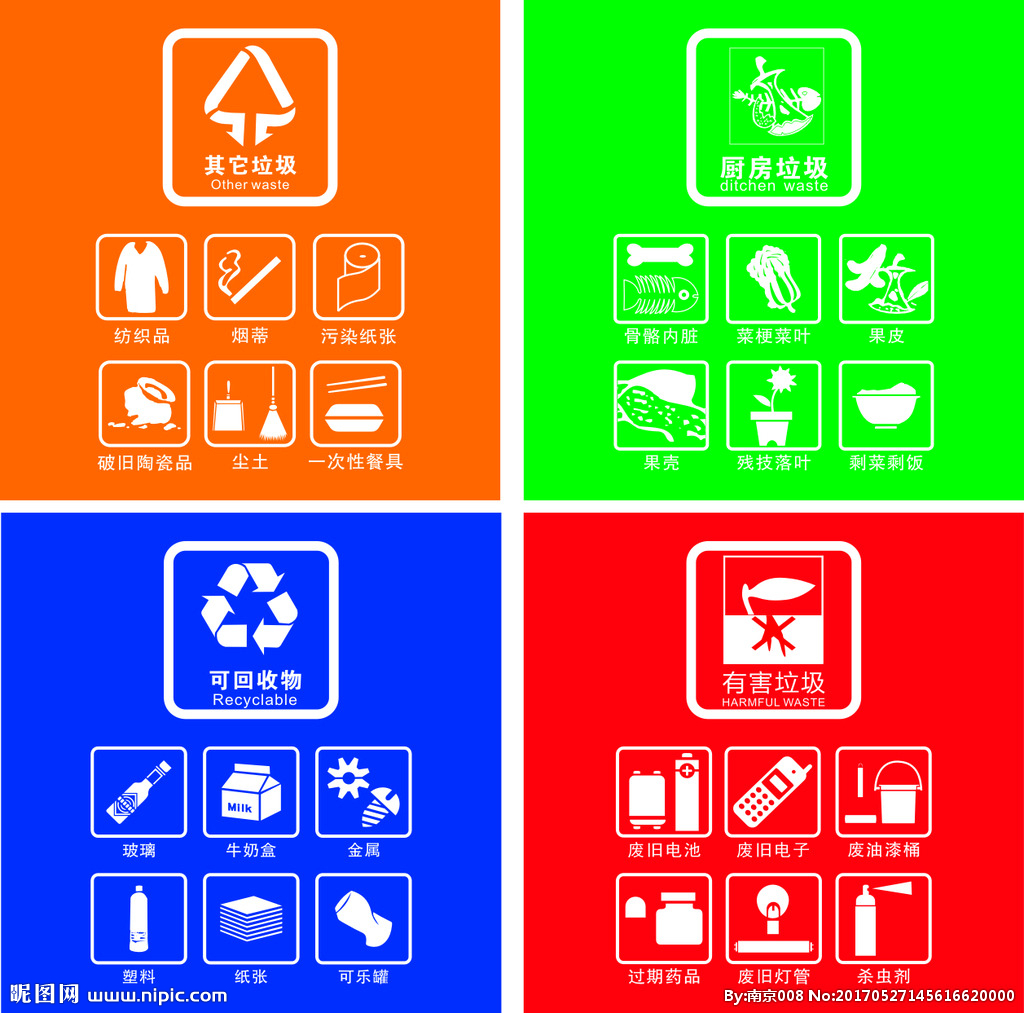 其它垃圾
Other waste
纺织品
烟蒂
污染纸张
破旧陶瓷品
尘土
一次性餐具
厨房垃圾
ditchen waste
骨骼内脏
菜梗菜叶
果皮
果壳
残技落叶
剩菜剩饭
可回收物
Recyclable
玻璃
Milk
牛奶盒
金属
塑料
纸张
可乐罐
有害垃圾
HARMFUL WASTE
废旧电池
废旧电子
废油漆桶
过期药品
废旧灯管
杀虫剂
昵图网 www.nipic.com
By:南京008 No:20170527145616620000